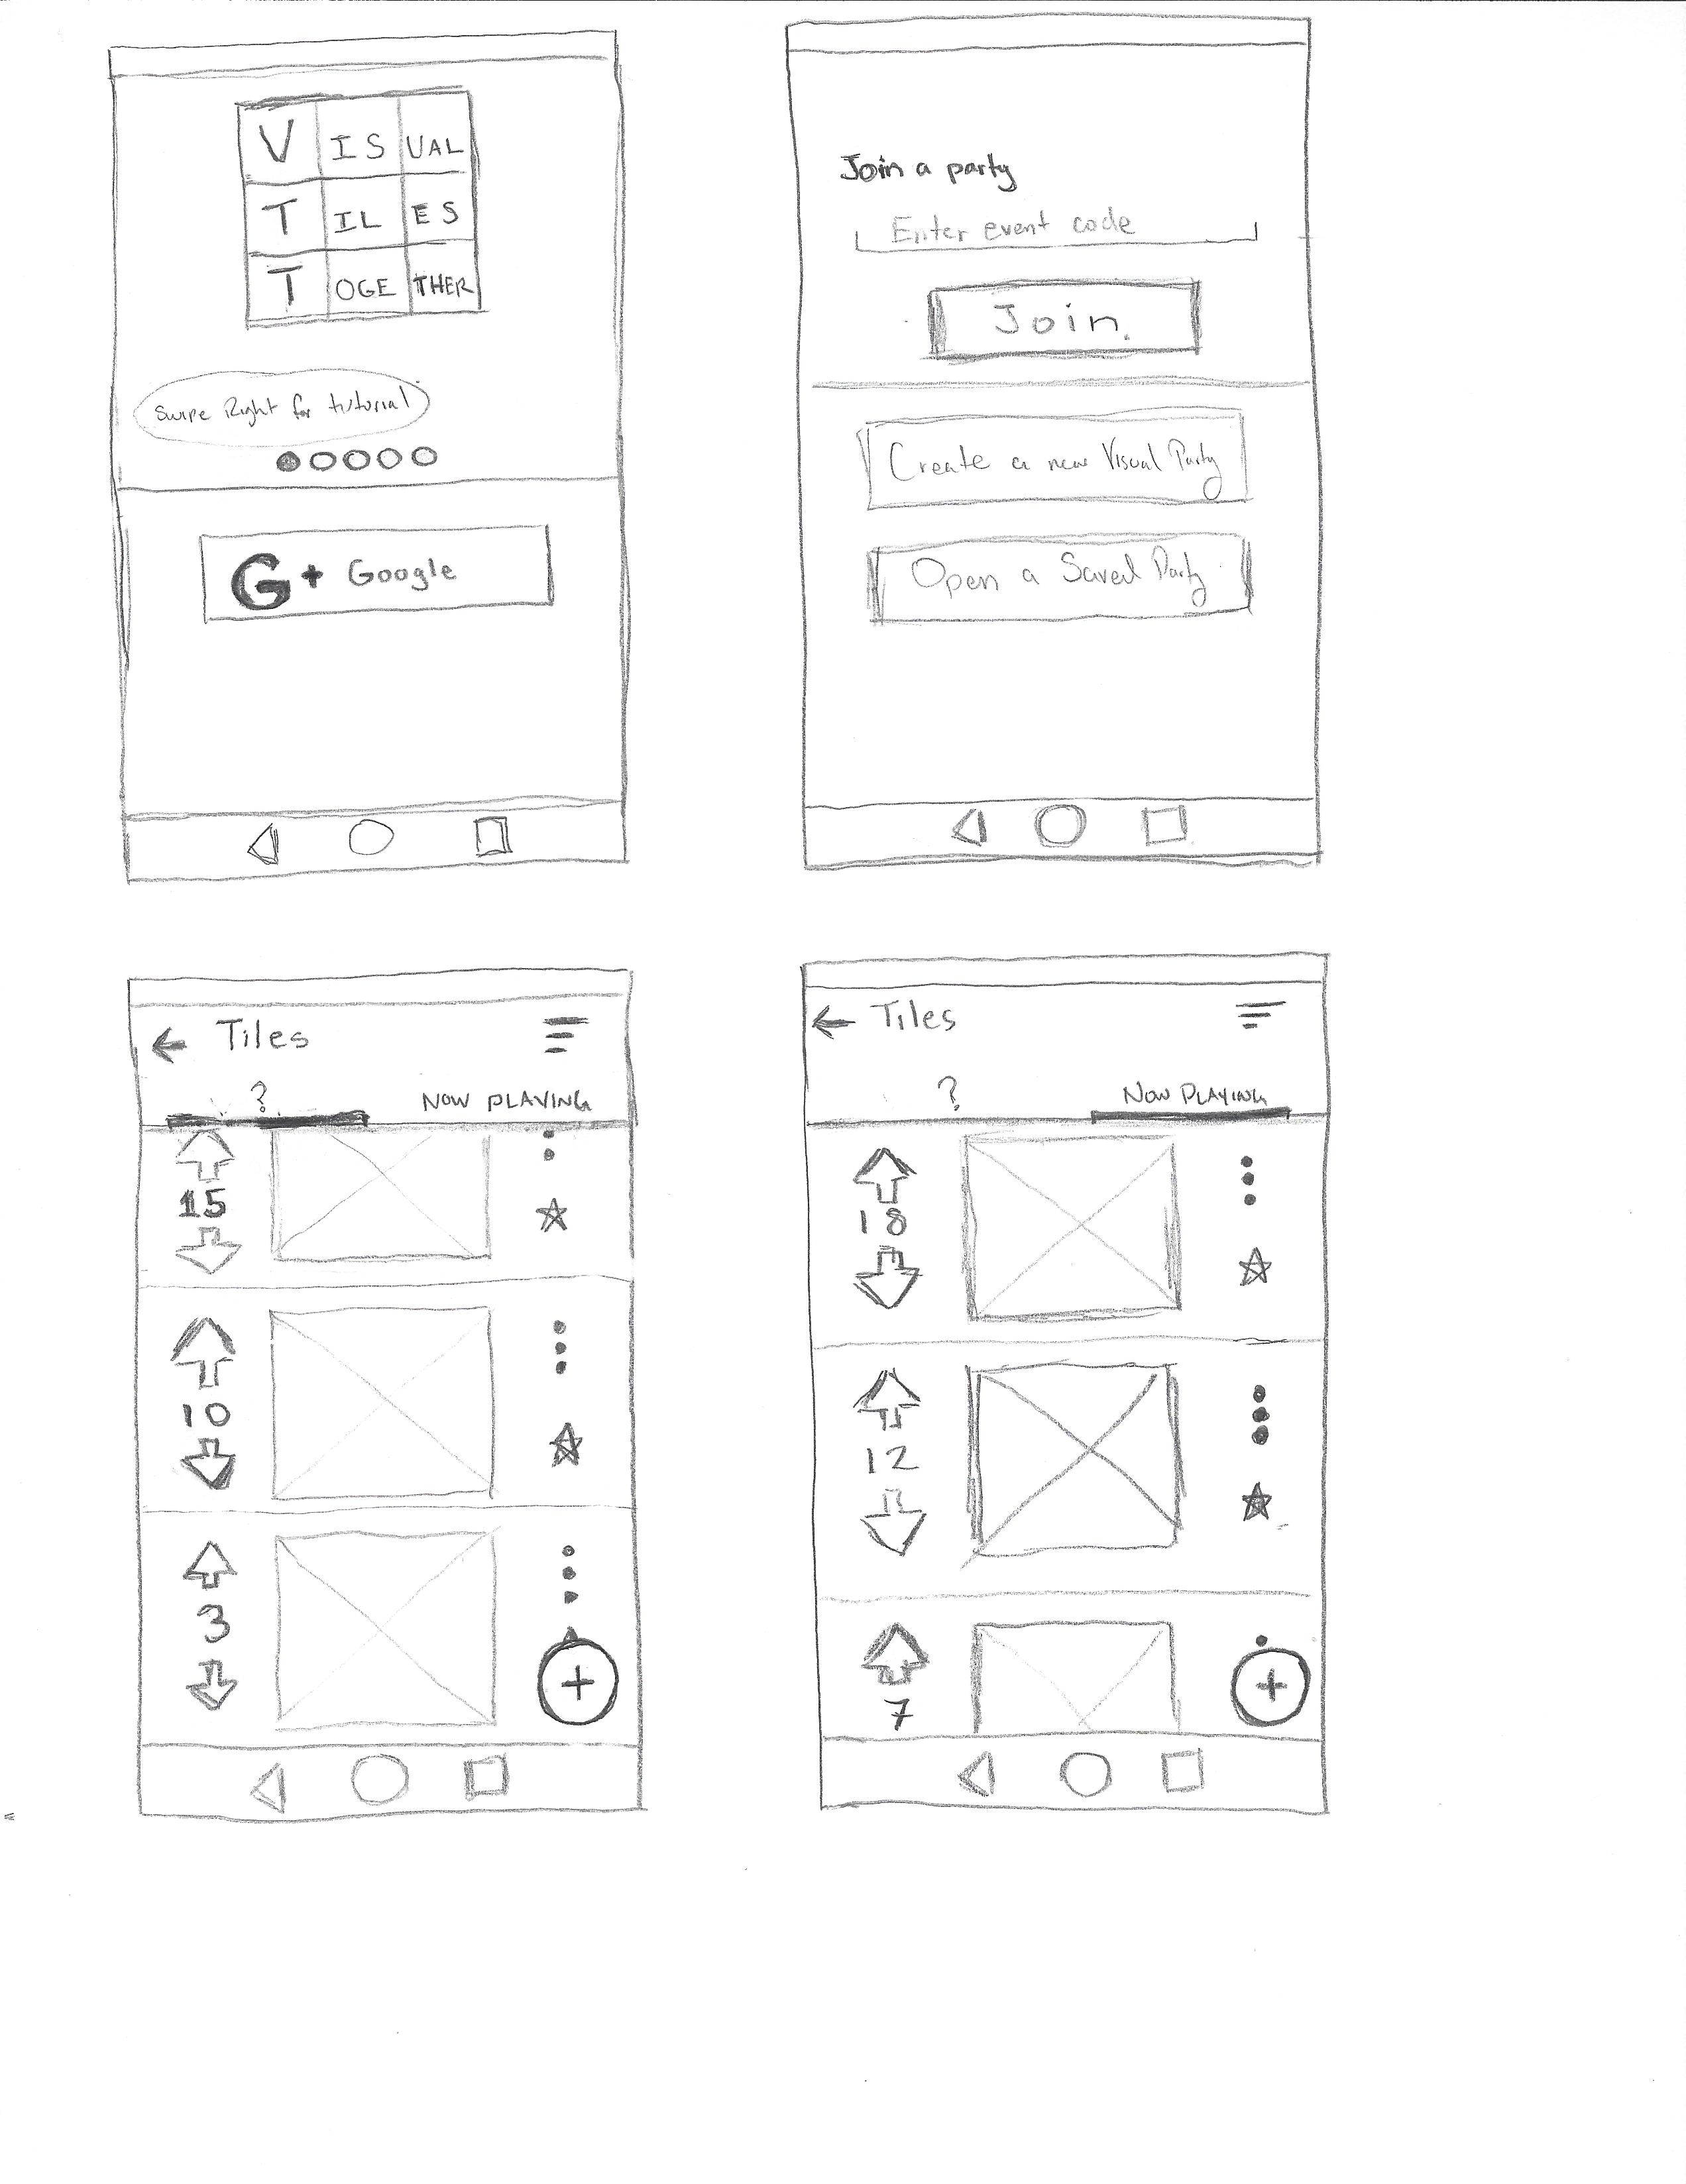 V IS UAL
T IL ES
T OGE THER
Swipe Right for tutorial
G+ Google
Join a party
Enter event code
Join
Create a new Visual Party
Open a Saved Party
Tiles
?
NOW PLAYING
15
10
3
+
Tiles
?
NOW PLAYING
18
12
7
+